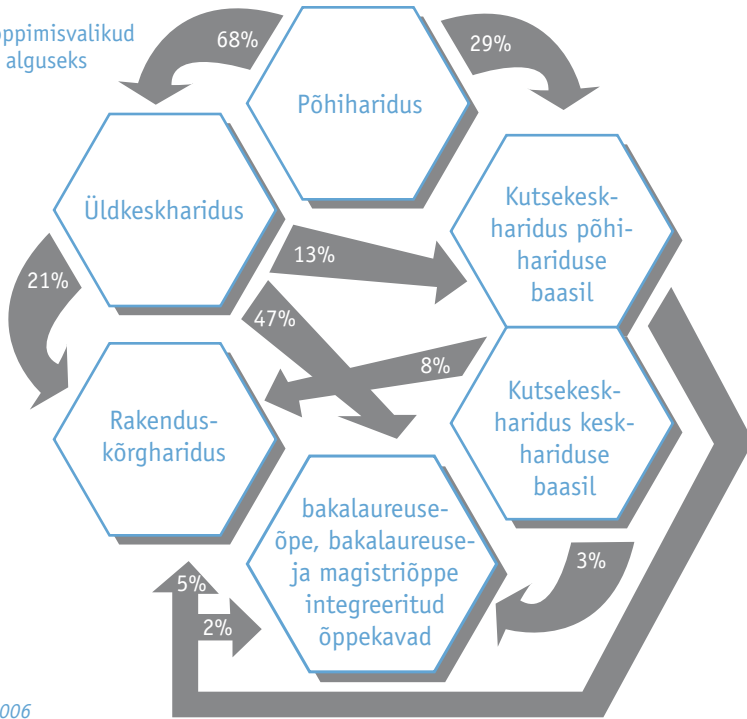 õppimisvalikud
alguseks
68%
29%
Põhiharidus
Üldkeskharidus
Kutsekesk-
haridus põhi-
hariduse
baasil
13%
21%
47%
8%
Rakendus-
kõrgharidus
Kutsekesk-
haridus kesk-
hariduse
baasil
bakalaureuse-
õpe, bakalaureuse-
ja magistriõppe
integreeritud
õppekavad
3%
5%
2%
006